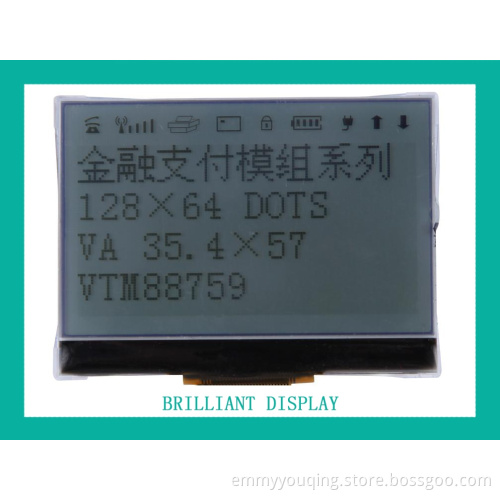 金融支付模组系列
128×64 DOTS
VA 35.4×57
VTM88759
BRILLIANT DISPLAY
emmyyouqing.store.bossgoo.com